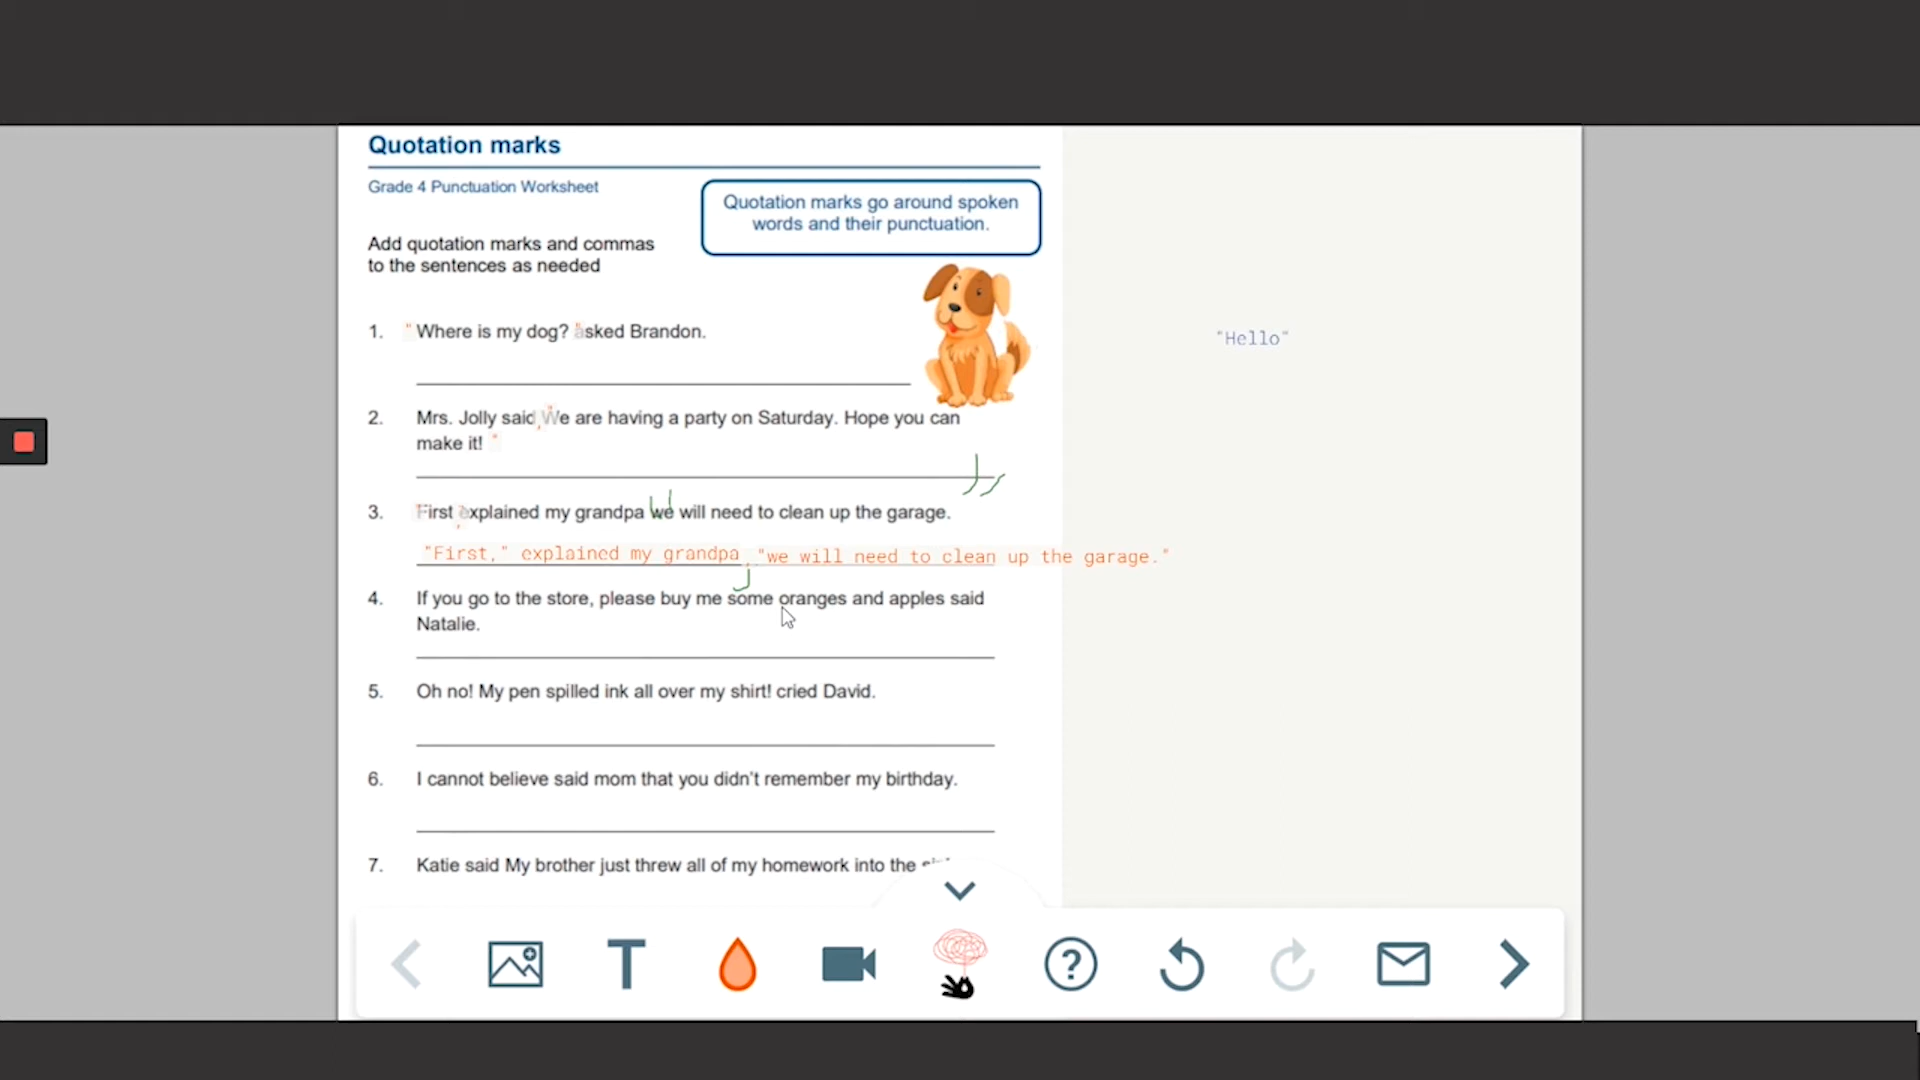 Quotation marks
Grade 4 Punctuation Worksheet
Quotation marks go around spoken
words and their punctuation.
Add quotation marks and commas
to the sentences as needed
1. "Where is my dog?" asked Brandon.
"Hello"
2. Mrs. Jolly said, "We are having a party on Saturday. Hope you can
make it! "
3. "First," explained my grandpa we will need to clean up the garage.
"First," explained my grandpa, "we will need to clean up the garage."
4. If you go to the store, please buy me some oranges and apples said
Natalie.
5. Oh no! My pen spilled ink all over my shirt! cried David.
6. I cannot believe said mom that you didn't remember my birthday.
7. Katie said My brother just threw all of my homework into the
T
?